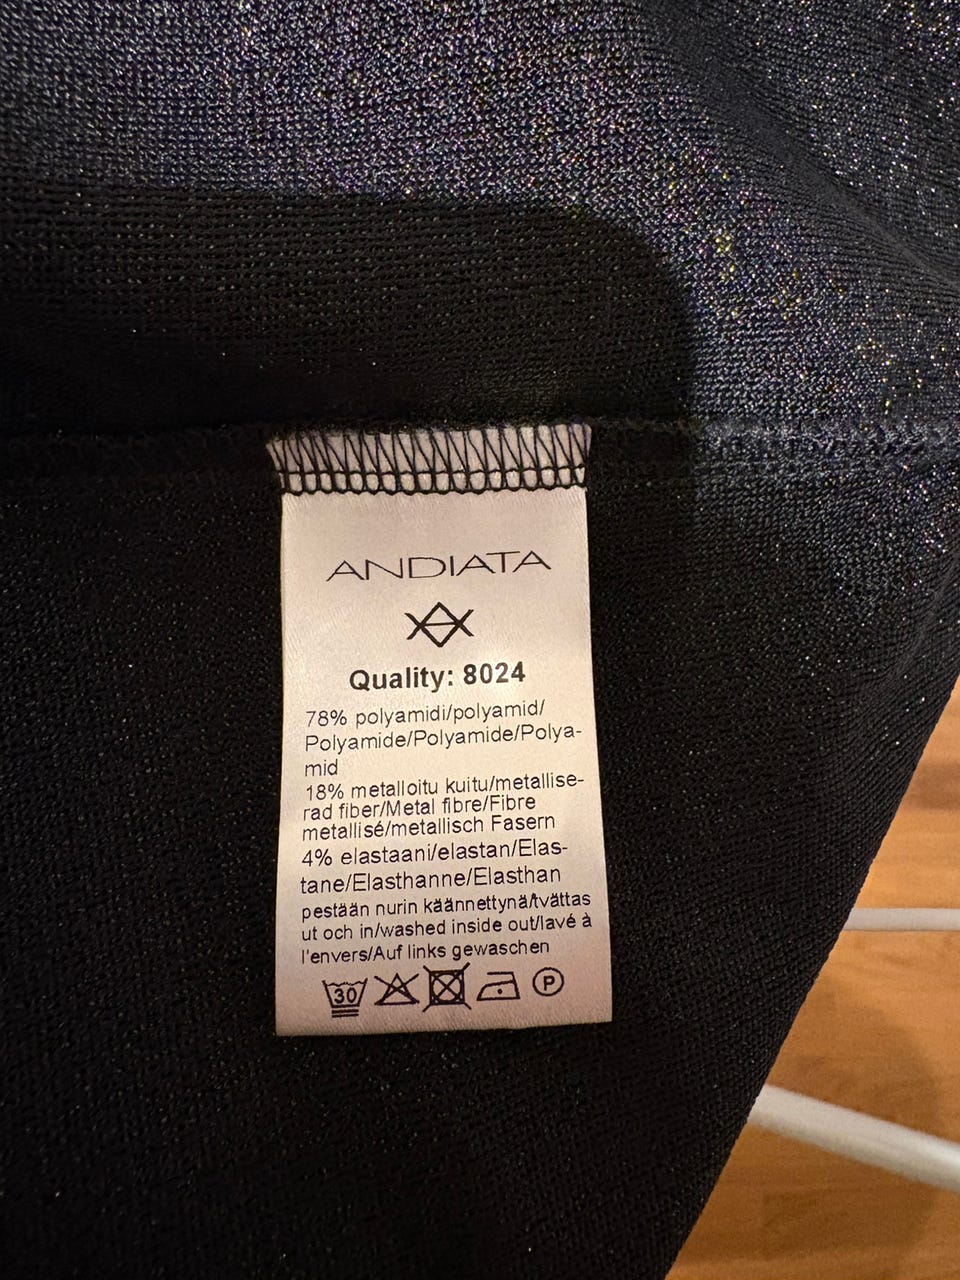 ANDIATA
Quality: 8024
78% polyamidi/polyamid/
Polyamide/Polyamide/Polya-
mid
18% metalloitu kuitu/metallise-
rad fiber/Metal fibre/Fibre
metallisé/metallisch Fasern
4% elastaani/elastan/Elas-
tane/Elasthanne/Elasthan
pestään nurin käännettynä/tvättas
ut och in/washed inside out/lavé à
l'envers/Auf links gewaschen
30 P